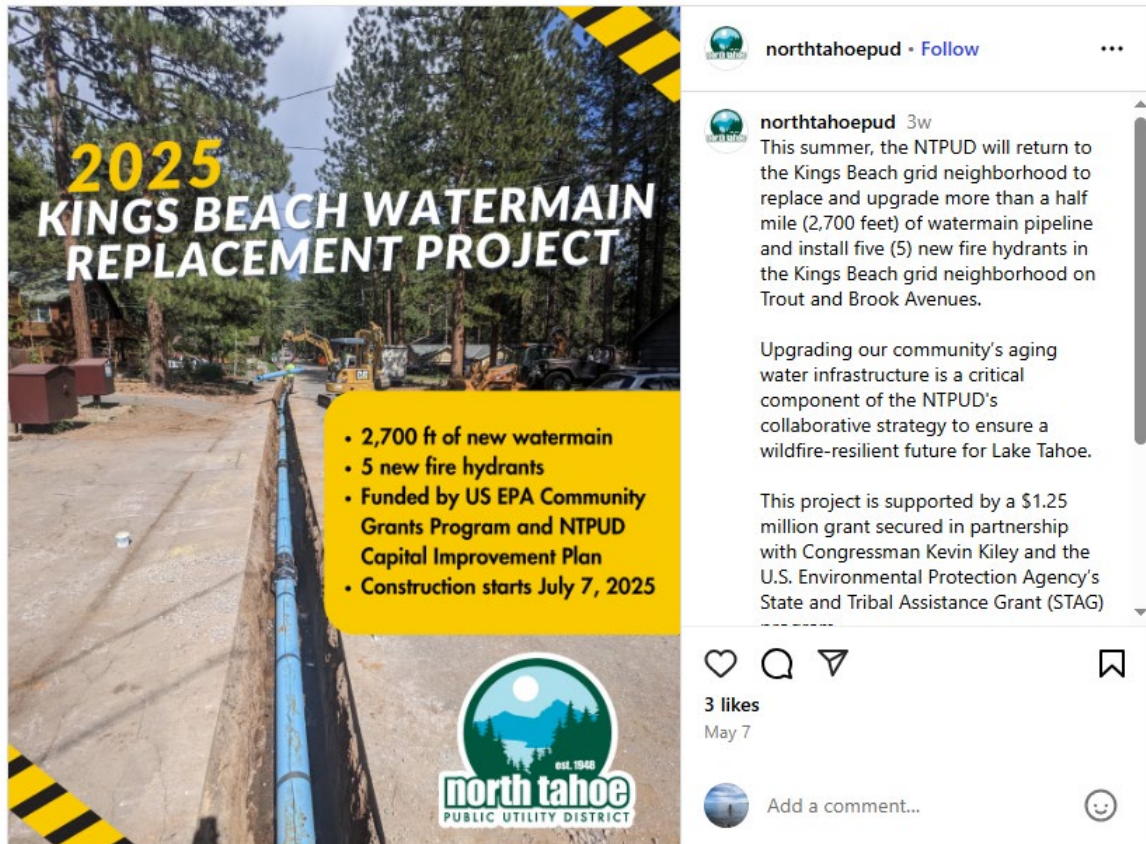 2025
KINGS BEACH WATERMAIN
REPLACEMENT PROJECT
• 2,700 ft of new watermain
• 5 new fire hydrants
• Funded by US EPA Community
Grants Program and NTPUD
Capital Improvement Plan
• Construction starts July 7, 2025
est. 1948
north tahoe
PUBLIC UTILITY DISTRICT
northtahoepud • Follow
northtahoepud 3w
This summer, the NTPUD will return to
the Kings Beach grid neighborhood to
replace and upgrade more than a half
mile (2,700 feet) of watermain pipeline
and install five (5) new fire hydrants in
the Kings Beach grid neighborhood on
Trout and Brook Avenues.
Upgrading our community's aging
water infrastructure is a critical
component of the NTPUD's
collaborative strategy to ensure a
wildfire-resilient future for Lake Tahoe.
This project is supported by a $1.25
million grant secured in partnership
with Congressman Kevin Kiley and the
U.S. Environmental Protection Agency's
State and Tribal Assistance Grant (STAG)
3 likes
May 7
Add a comment...